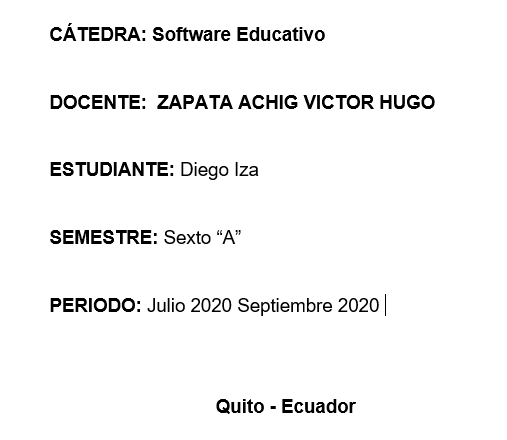 CÁTEDRA: Software Educativo
DOCENTE:  ZAPATA ACHIG VICTOR HUGO
ESTUDIANTE: Diego Iza
SEMESTRE: Sexto “A”
PERIODO: Julio 2020 Septiembre 2020
Quito - Ecuador